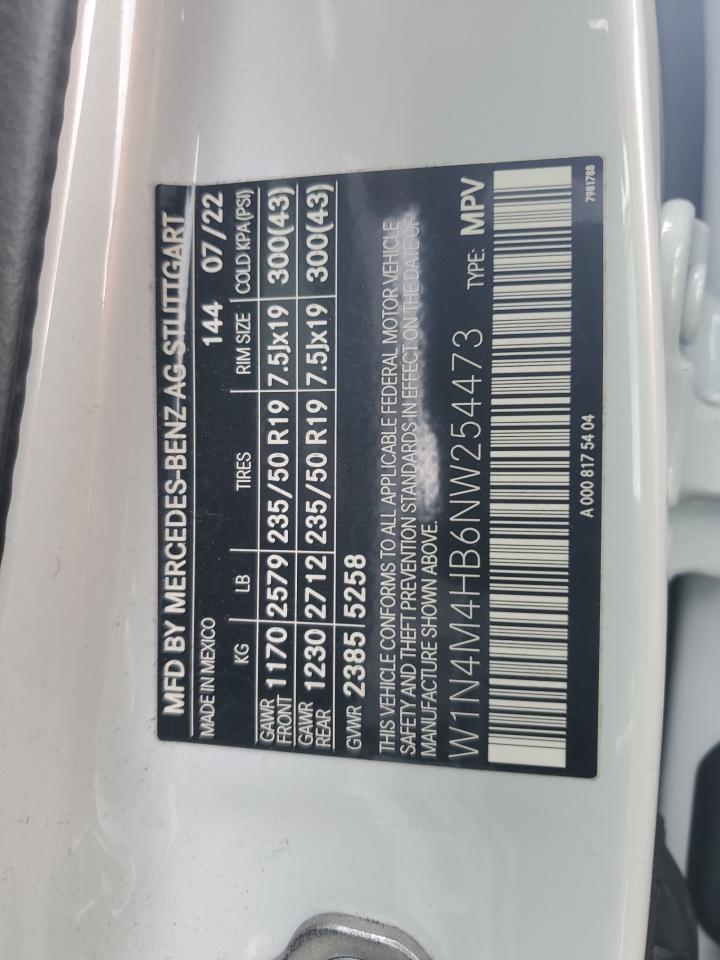 MFD BY MERCEDES-BENZ AG STUTTGART
MADE IN MEXICO 144 07/22
KG LB TIRES RIM SIZE COLD KPA(PSI)
GAWR FRONT 1170 2579 235/50 R19 7.5Jx19 300(43)
GAWR REAR 1230 2712 235/50 R19 7.5Jx19 300(43)
GVWR 2385 5258
THIS VEHICLE CONFORMS TO ALL APPLICABLE FEDERAL MOTOR VEHICLE
SAFETY AND THEFT PREVENTION STANDARDS IN EFFECT ON THE DATE OF
MANUFACTURE SHOWN ABOVE.
W1N4M4HB6NW254473 TYPE: MPV
A 000 817 54 04 7981788